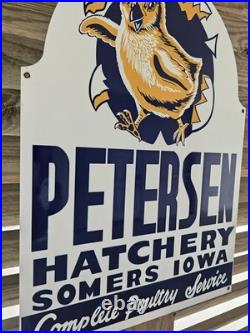 PETERSEN
HATCHERY
SOMERS IOWA
Complete Poultry Service